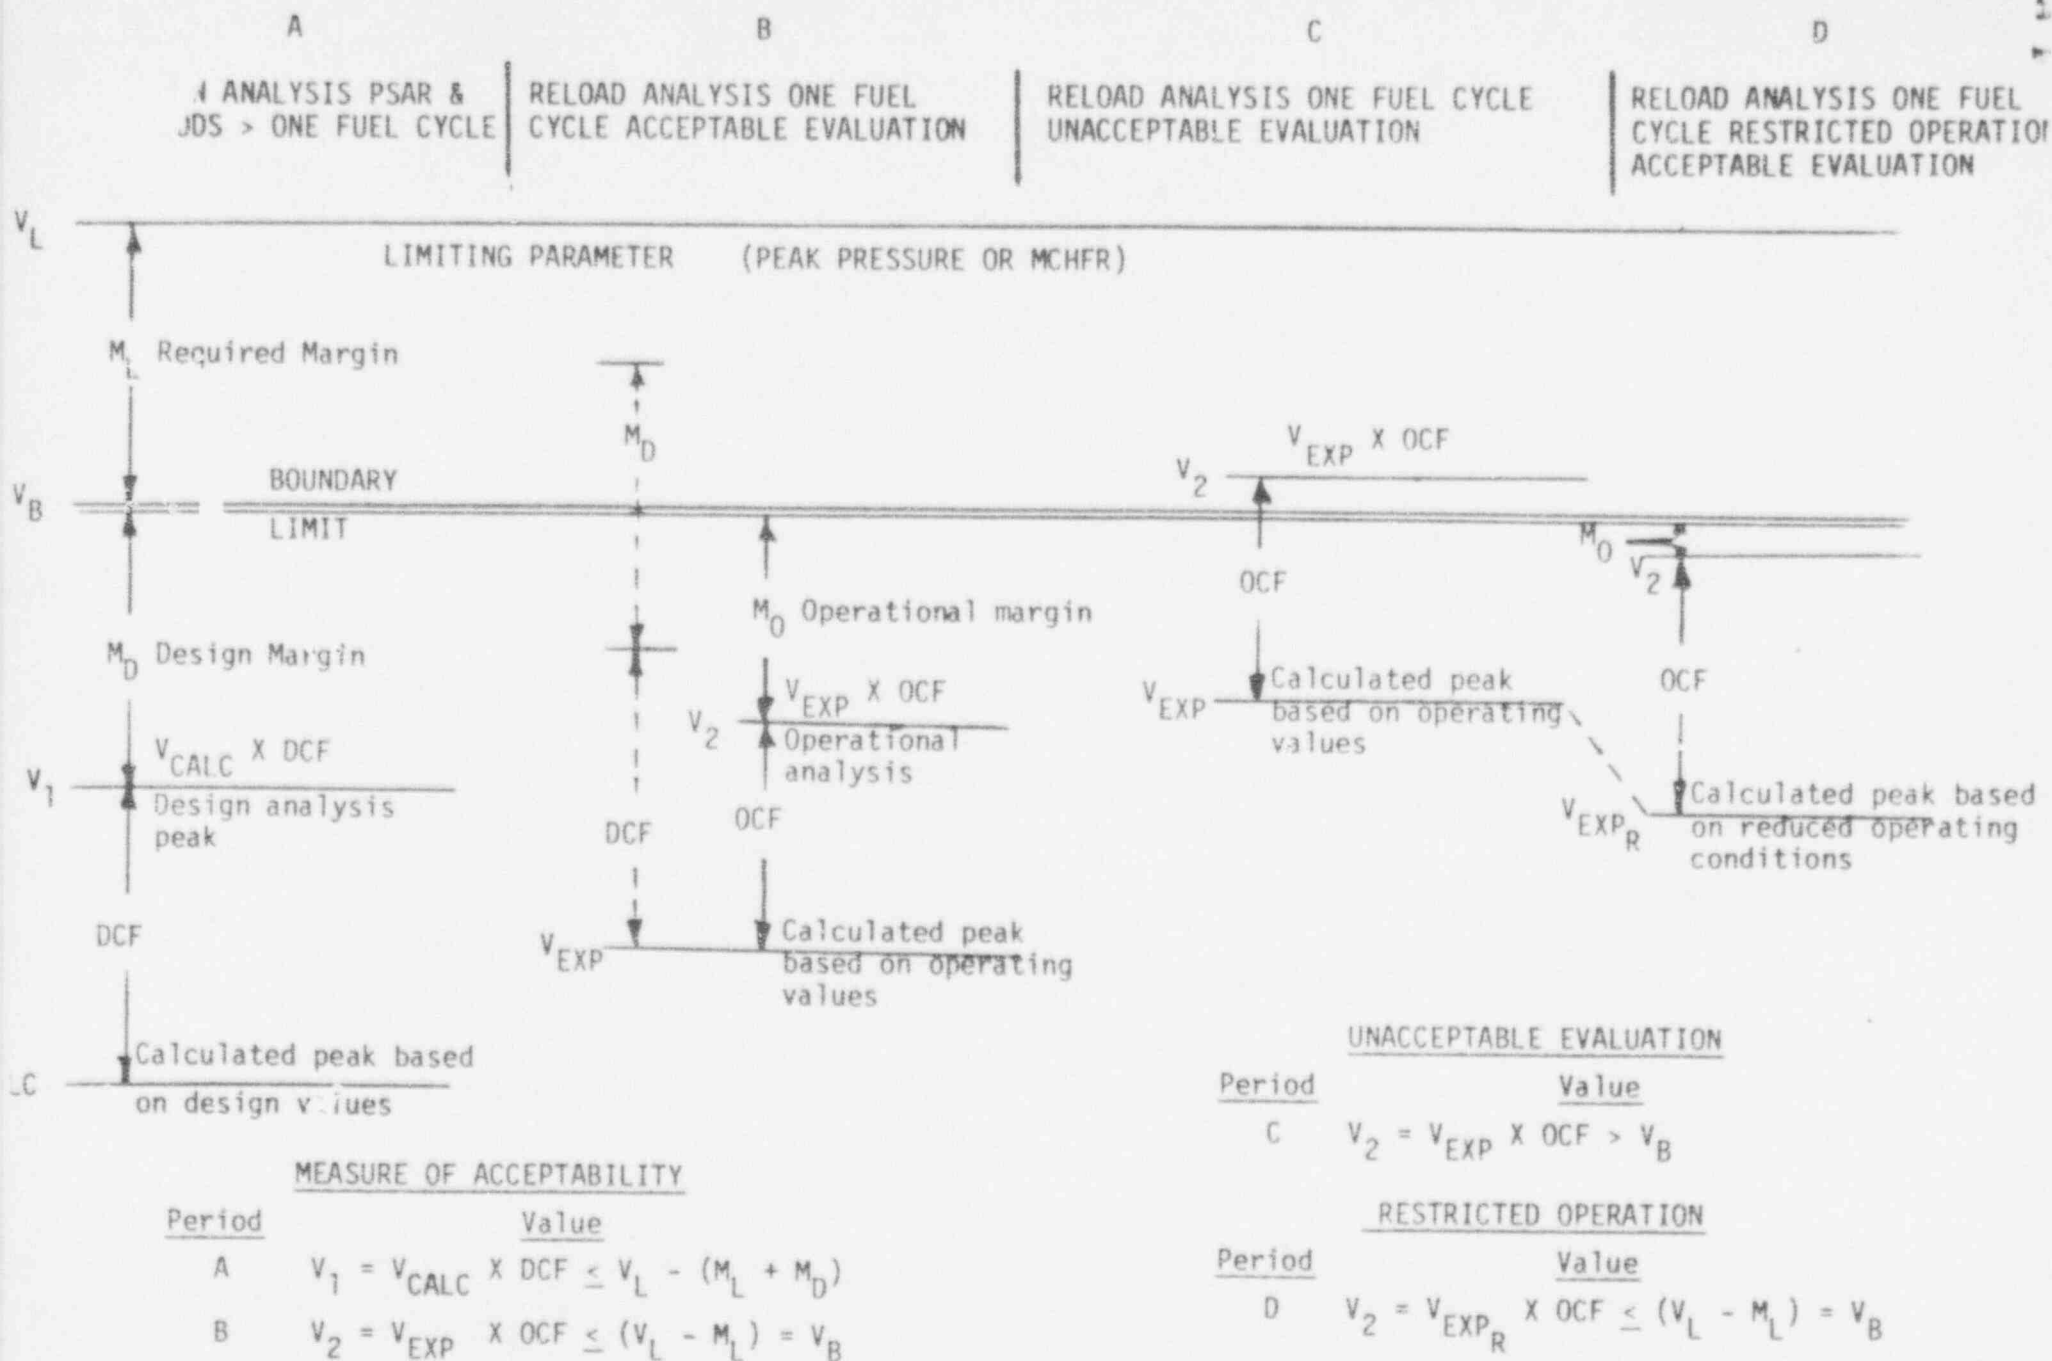 A B C D
ANALYSIS PSAR & RELOAD ANALYSIS ONE FUEL RELOAD ANALYSIS ONE FUEL CYCLE RELOAD ANALYSIS ONE FUEL
> ONE FUEL CYCLE CYCLE ACCEPTABLE EVALUATION UNACCEPTABLE EVALUATION CYCLE RESTRICTED OPERATION
ACCEPTABLE EVALUATION
V_L
LIMITING PARAMETER (PEAK PRESSURE OR MCHFR)
M_L Required Margin
M_D
V_EXP X OCF
V_2
V_B
BOUNDARY
LIMIT
M_O
V_2
OCF
M_O Operational margin
M_D Design Margin
V_EXP X OCF
V_2
Operational
analysis
V_EXP
Calculated peak
based on operating
values
OCF
V_CALC X DCF
V_1
Design analysis
peak
DCF
OCF
V_EXP_R
Calculated peak based
on reduced operating
conditions
DCF
V_EXP
Calculated peak
based on operating
values
LC
Calculated peak based
on design values
MEASURE OF ACCEPTABILITY
Period Value
A V_1 = V_CALC X DCF ≤ V_L - (M_L + M_D)
B V_2 = V_EXP X OCF ≤ (V_L - M_L) = V_B
UNACCEPTABLE EVALUATION
Period Value
C V_2 = V_EXP X OCF > V_B
RESTRICTED OPERATION
Period Value
D V_2 = V_EXP_R X OCF ≤ (V_L - M_L) = V_B